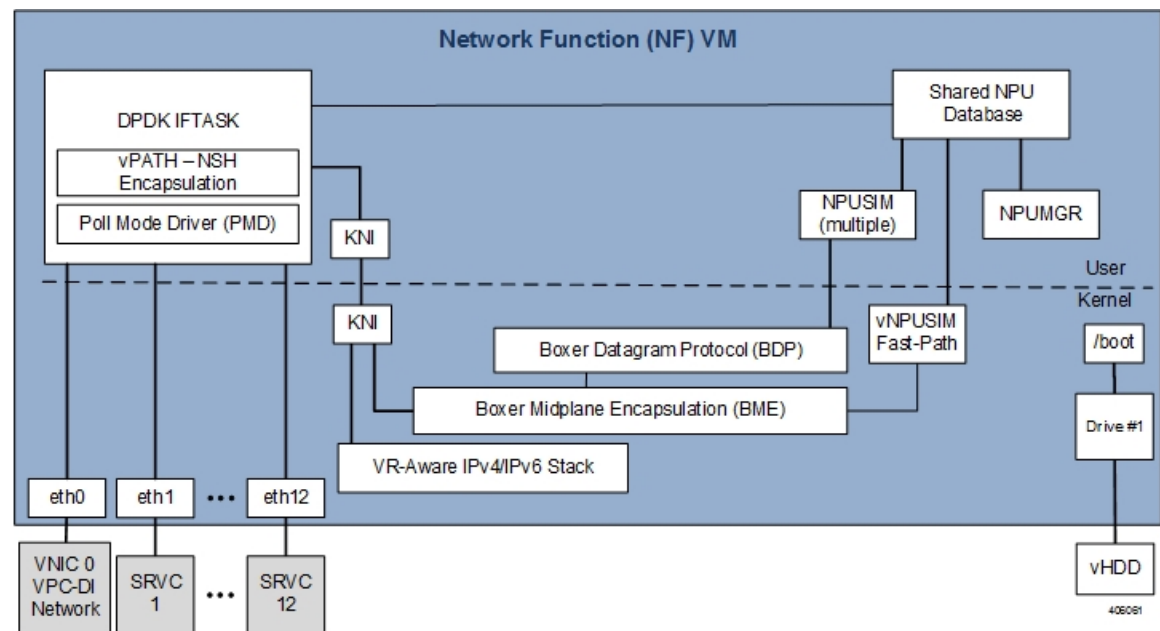 Network Function (NF) VM
DPDK IFTASK
vPATH – NSH
Encapsulation
Poll Mode Driver (PMD)
Shared NPU
Database
KNI
NPUSIM
(multiple)
NPUMGR
User
Kernel
KNI
vNPUSIM
Fast-Path
/boot
Boxer Datagram Protocol (BDP)
Boxer Midplane Encapsulation (BME)
Drive #1
VR-Aware IPv4/IPv6 Stack
eth0
eth1
•••
eth12
VNIC 0
VPC-DI
Network
SRVC
1
•••
SRVC
12
vHDD
406061